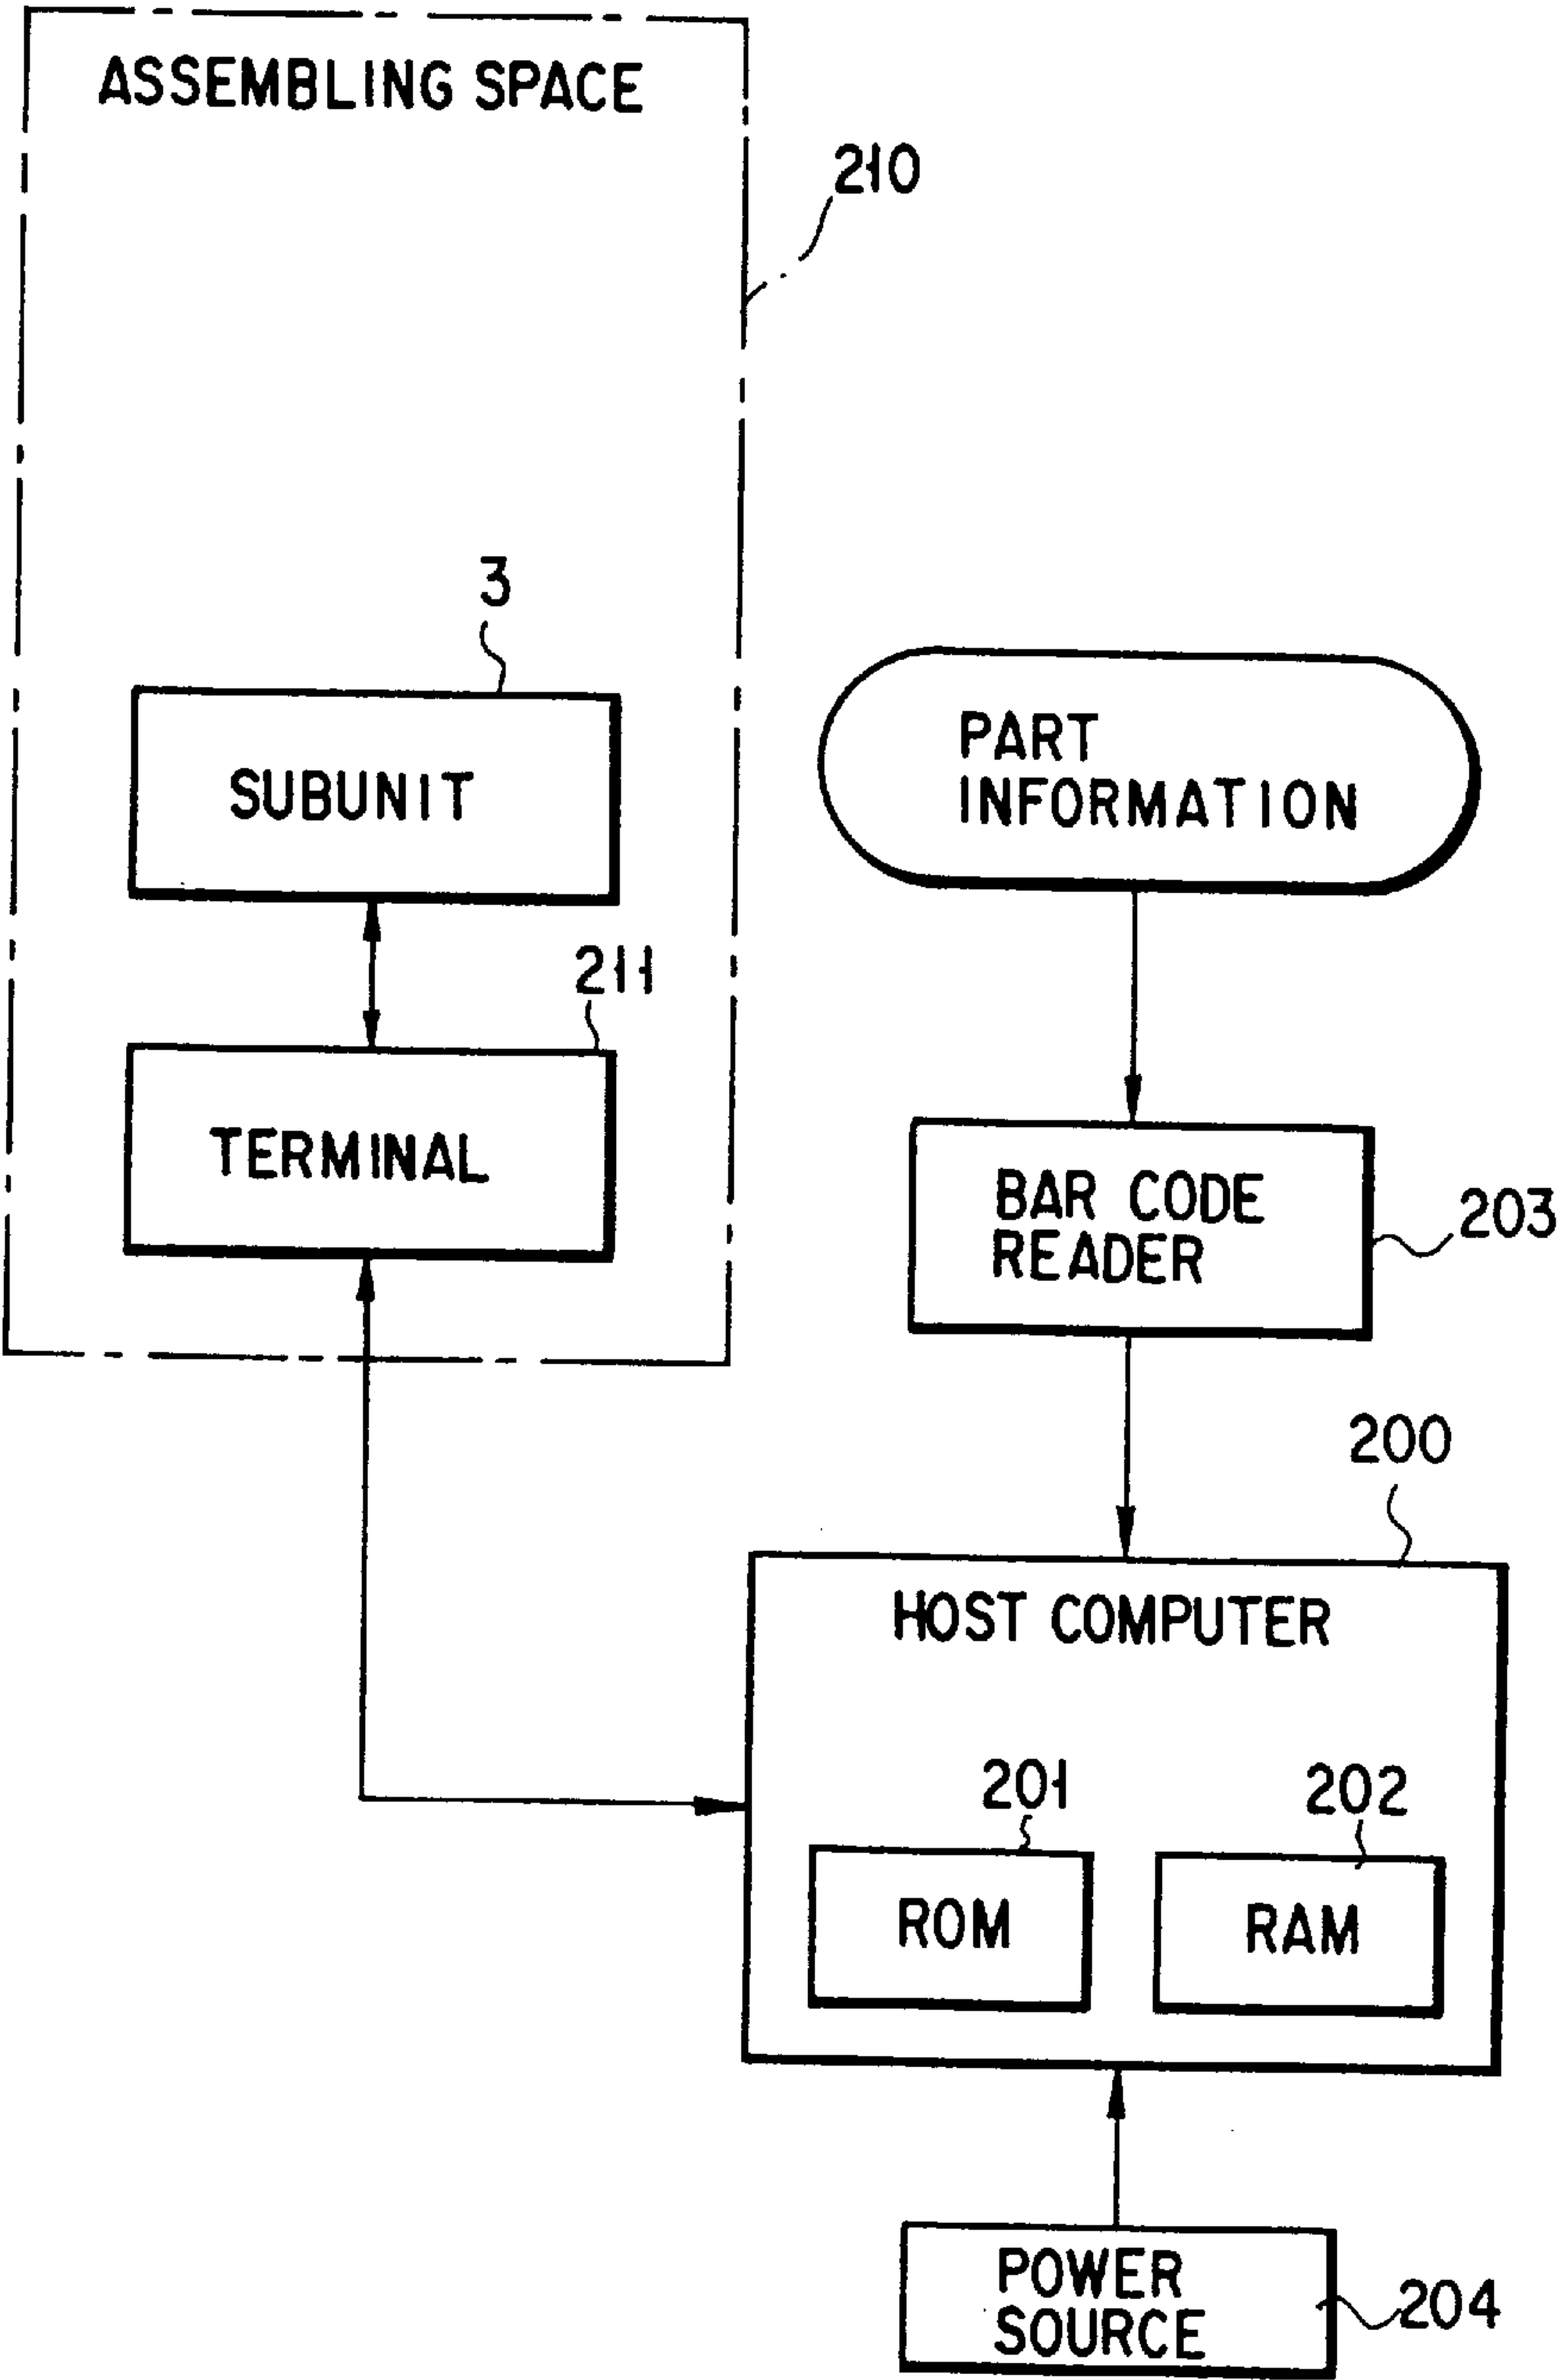 ASSEMBLING SPACE
210
3
SUBUNIT
PART
INFORMATION
211
TERMINAL
BAR CODE
READER
203
200
HOST COMPUTER
201
202
ROM
RAM
POWER
SOURCE
204